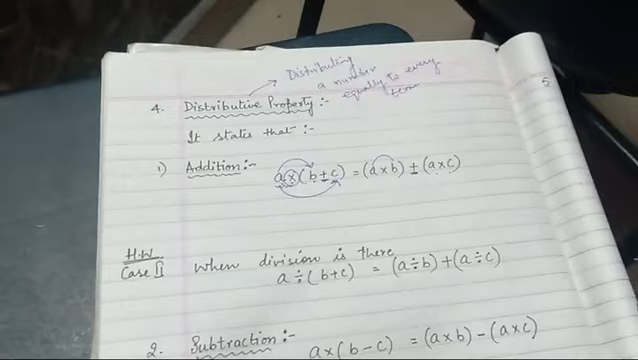 Distributing
a number
equally to every
term
5
4. Distributive Property :-
It states that :-
1) Addition :- a×(b+c) = (a×b) ± (a×c)
H.W
Case II When division is there
a÷(b+c) = (a÷b)+(a÷c)
2. Subtraction :-
a×(b-c) = (a×b)-(a×c)